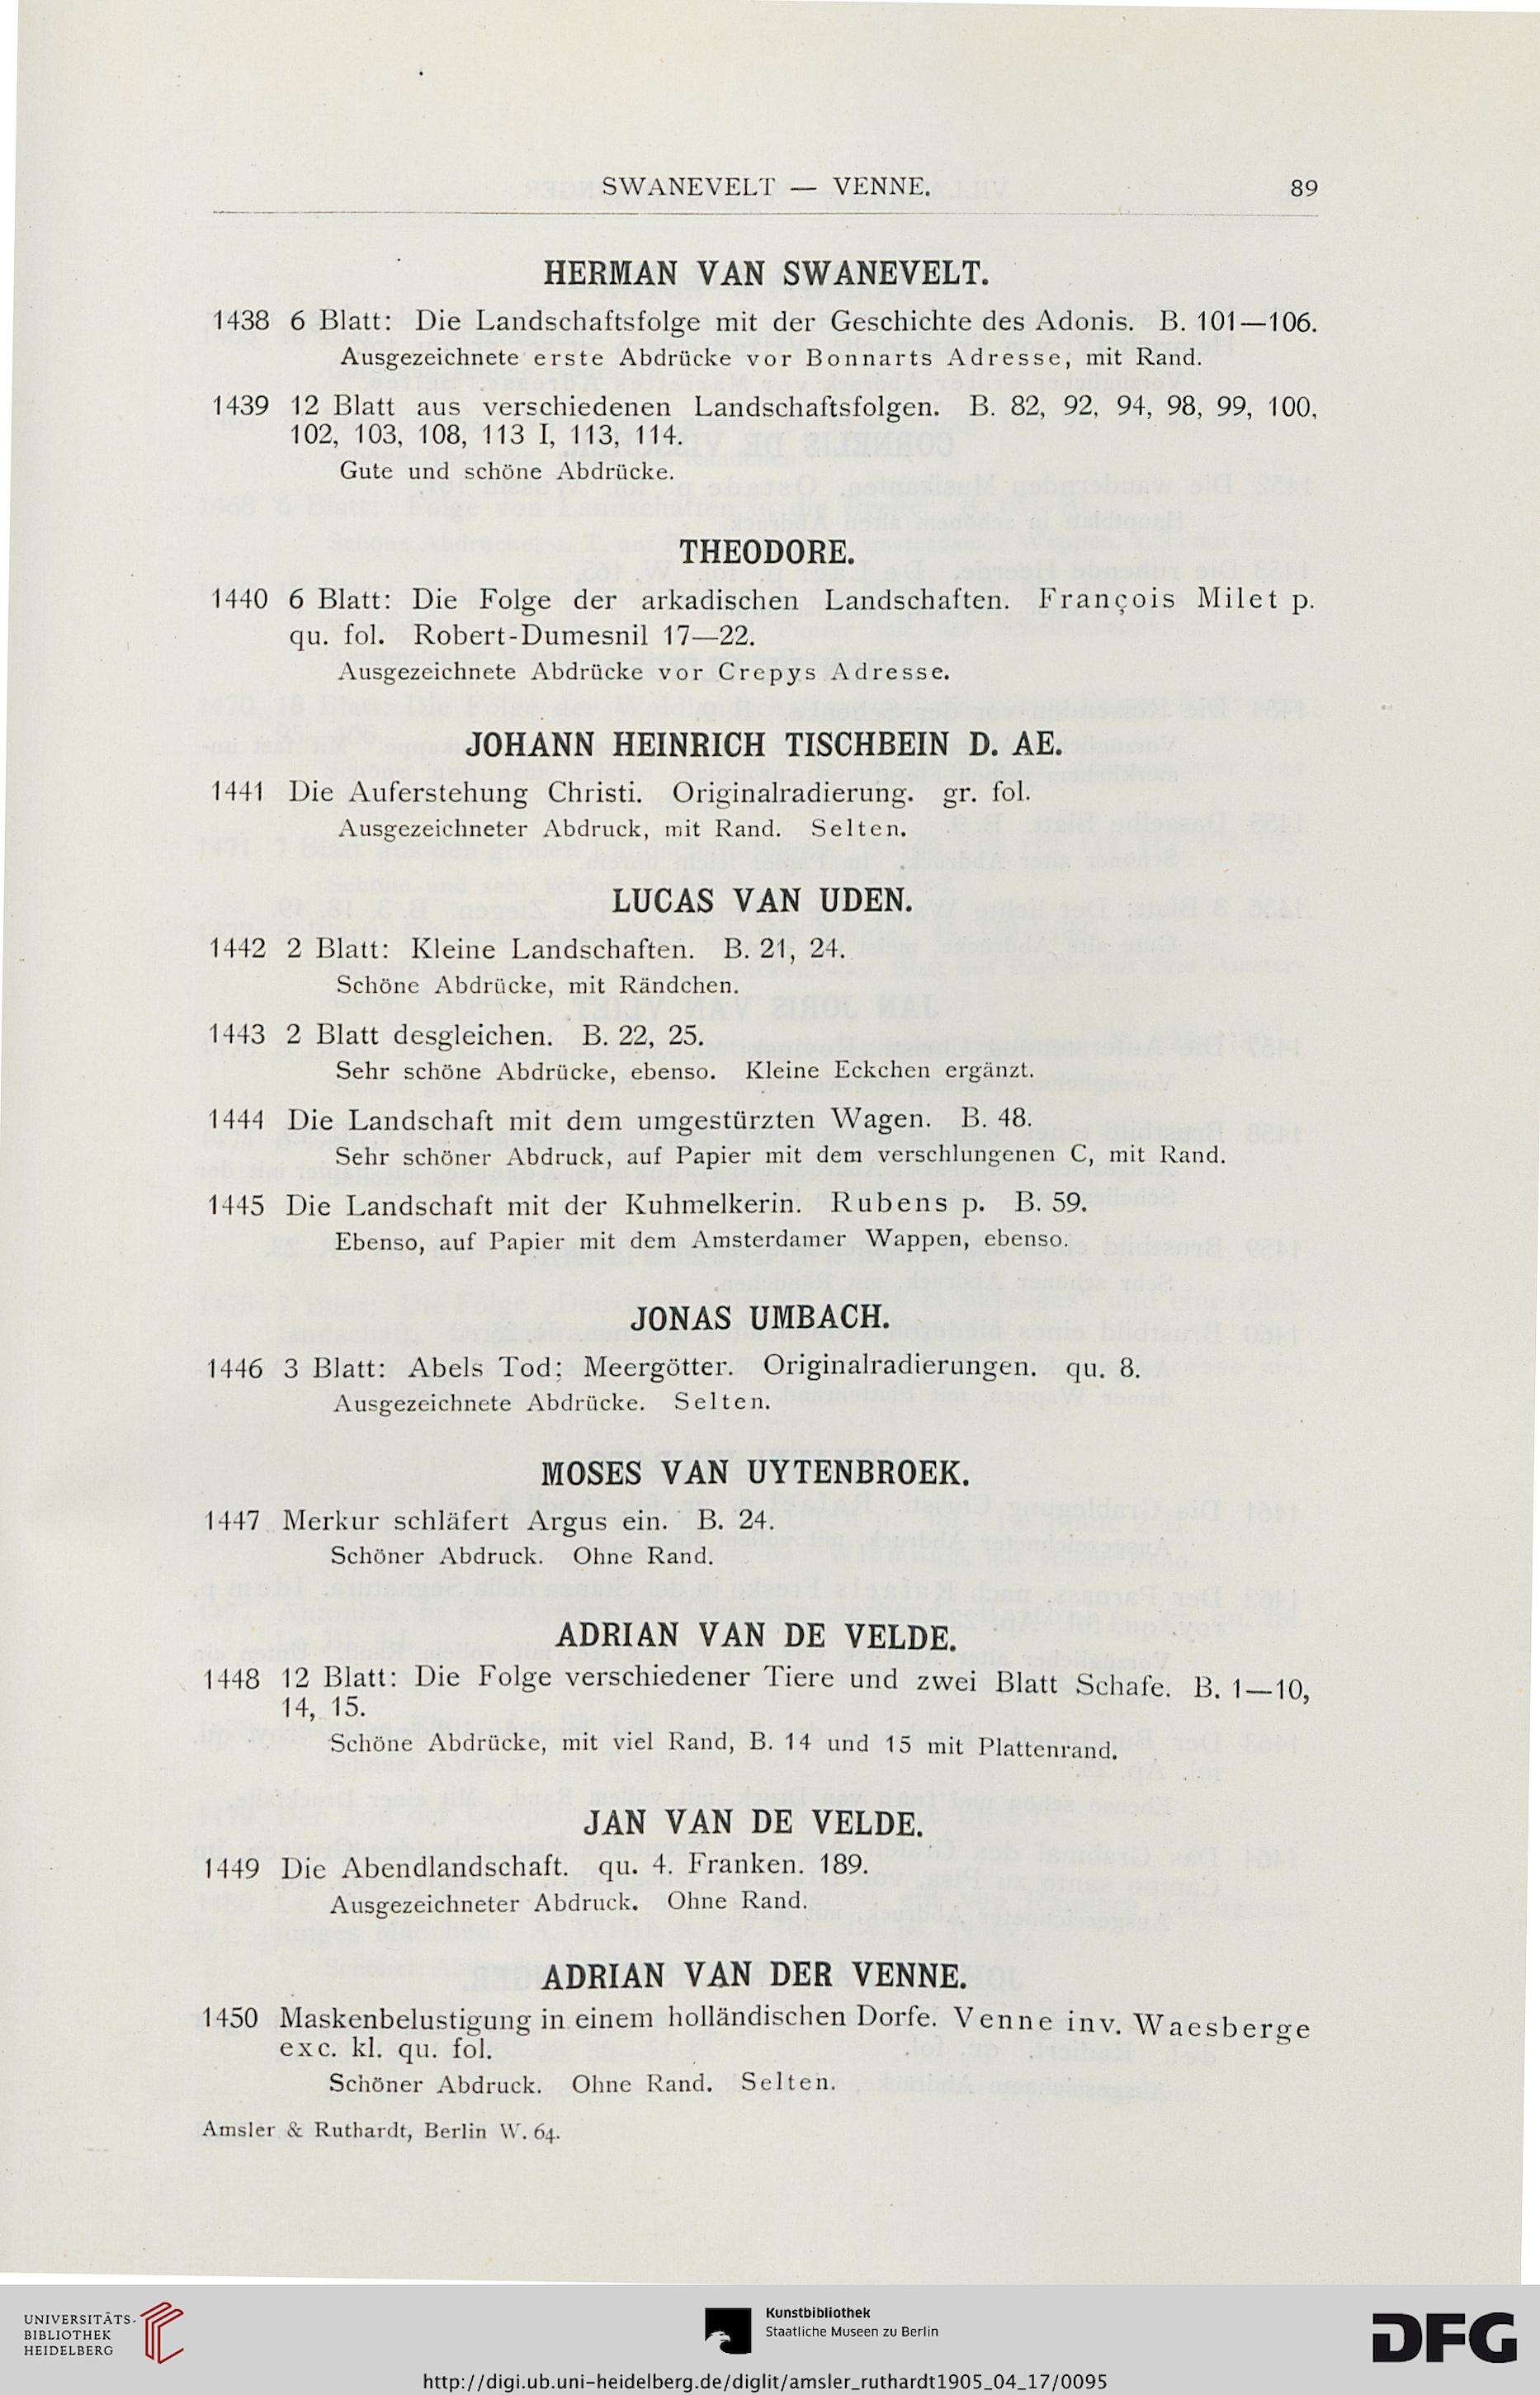 SWANEVELT — VENNE. 89
HERMAN VAN SWANEVELT.
1438 6 Blatt: Die Landschaftsfolge mit der Geschichte des Adonis. B. 101—106.
Ausgezeichnete erste Abdrücke vor Bonnarts Adresse, mit Rand.
1439 12 Blatt aus verschiedenen Landschaftsfolgen. B. 82, 92, 94, 98, 99, 100,
102, 103, 108, 113 I, 113, 114.
Gute und schöne Abdrücke.
THEODORE.
1440 6 Blatt: Die Folge der arkadischen Landschaften. François Milet p.
qu. fol. Robert-Dumesnil 17—22.
Ausgezeichnete Abdrücke vor Crepys Adresse.
JOHANN HEINRICH TISCHBEIN D. AE.
1441 Die Auferstehung Christi. Originalradierung. gr. fol.
Ausgezeichneter Abdruck, mit Rand. Selten.
LUCAS VAN UDEN.
1442 2 Blatt: Kleine Landschaften. B. 21, 24.
Schöne Abdrücke, mit Rändchen.
1443 2 Blatt desgleichen. B. 22, 25.
Sehr schöne Abdrücke, ebenso. Kleine Eckchen ergänzt.
1444 Die Landschaft mit dem umgestürzten Wagen. B. 48.
Sehr schöner Abdruck, auf Papier mit dem verschlungenen C, mit Rand.
1445 Die Landschaft mit der Kuhmelkerin. Rubens p. B. 59.
Ebenso, auf Papier mit dem Amsterdamer Wappen, ebenso.
JONAS UMBACH.
1446 3 Blatt: Abels Tod; Meergötter. Originalradierungen. qu. 8.
Ausgezeichnete Abdrücke. Selten.
MOSES VAN UYTENBROEK.
1447 Merkur schläfert Argus ein. B. 24.
Schöner Abdruck. Ohne Rand.
ADRIAN VAN DE VELDE.
1448 12 Blatt: Die Folge verschiedener Tiere und zwei Blatt Schafe. B. 1—10,
14, 15.
Schöne Abdrücke, mit viel Rand, B. 14 und 15 mit Plattenrand.
JAN VAN DE VELDE.
1449 Die Abendlandschaft. qu. 4. Franken. 189.
Ausgezeichneter Abdruck. Ohne Rand.
ADRIAN VAN DER VENNE.
1450 Maskenbelustigung in einem holländischen Dorfe. Venne inv. Waesberge
exc. kl. qu. fol.
Schöner Abdruck. Ohne Rand. Selten.
Amsler & Ruthardt, Berlin W. 64.
UNIVERSITÄTS-
BIBLIOTHEK
HEIDELBERG
Kunstbibliothek
Staatliche Museen zu Berlin
DFG
http://digi.ub.uni-heidelberg.de/diglit/amsler_ruthardt1905_04_17/0095